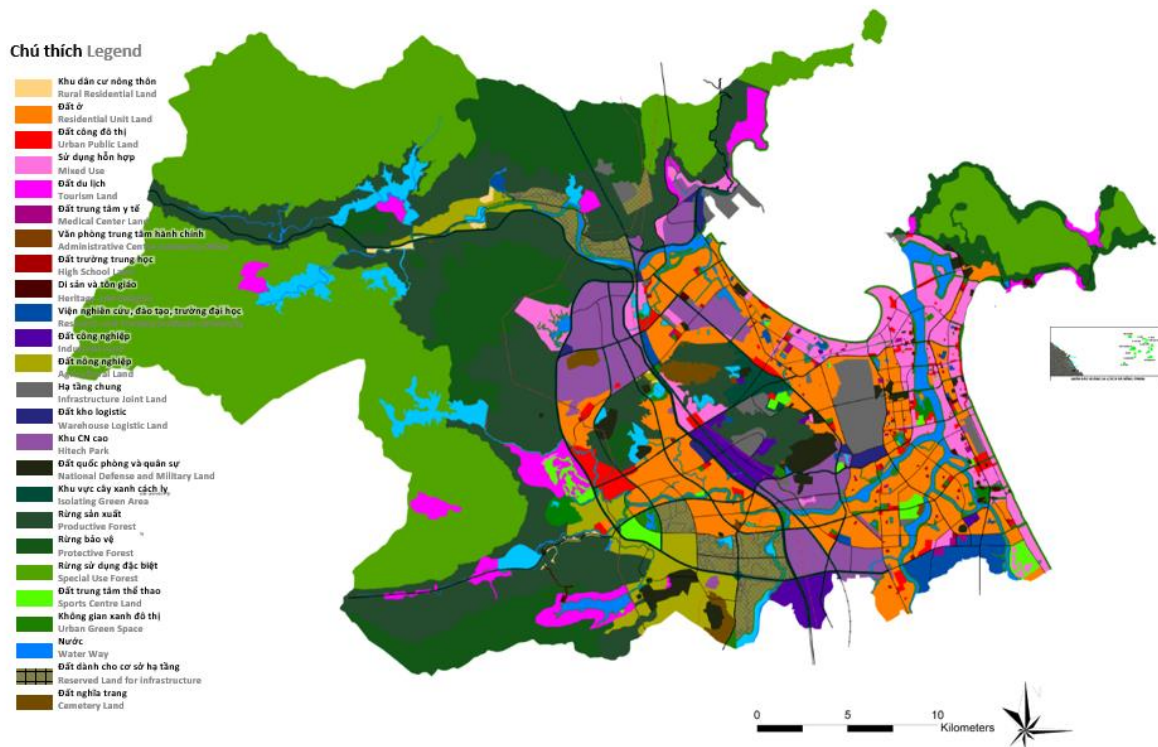 Chú thích Legend
Khu dân cư nông thôn
Rural Residential Land
Đất ở
Residential Unit Land
Đất công đô thị
Urban Public Land
Sử dụng hỗn hợp
Mixed Use
Đất du lịch
Tourism Land
Đất trung tâm y tế
Medical Center Land
Văn phòng trung tâm hành chính
Administrative
Đất trường trung học
High School
Di sản và tôn giáo
Viện nghiên cứu, đào tạo, trường đại học
Đất công nghiệp
Đất nông nghiệp
Land
Hạ tầng chung
Infrastructure Joint Land
Đất kho logistic
Warehouse Logistic Land
Khu CN cao
Hitech Park
Đất quốc phòng và quân sự
National Defense and Military Land
Khu vực cây xanh cách ly
Isolating Green Area
Rừng sản xuất
Productive Forest
Rừng bảo vệ
Protective Forest
Rừng sử dụng đặc biệt
Special Use Forest
Đất trung tâm thể thao
Sports Centre Land
Không gian xanh đô thị
Urban Green Space
Nước
Water Way
Đất dành cho cơ sở hạ tầng
Reserved Land for infrastructure
Đất nghĩa trang
Cemetery Land
0 5 10
Kilometers